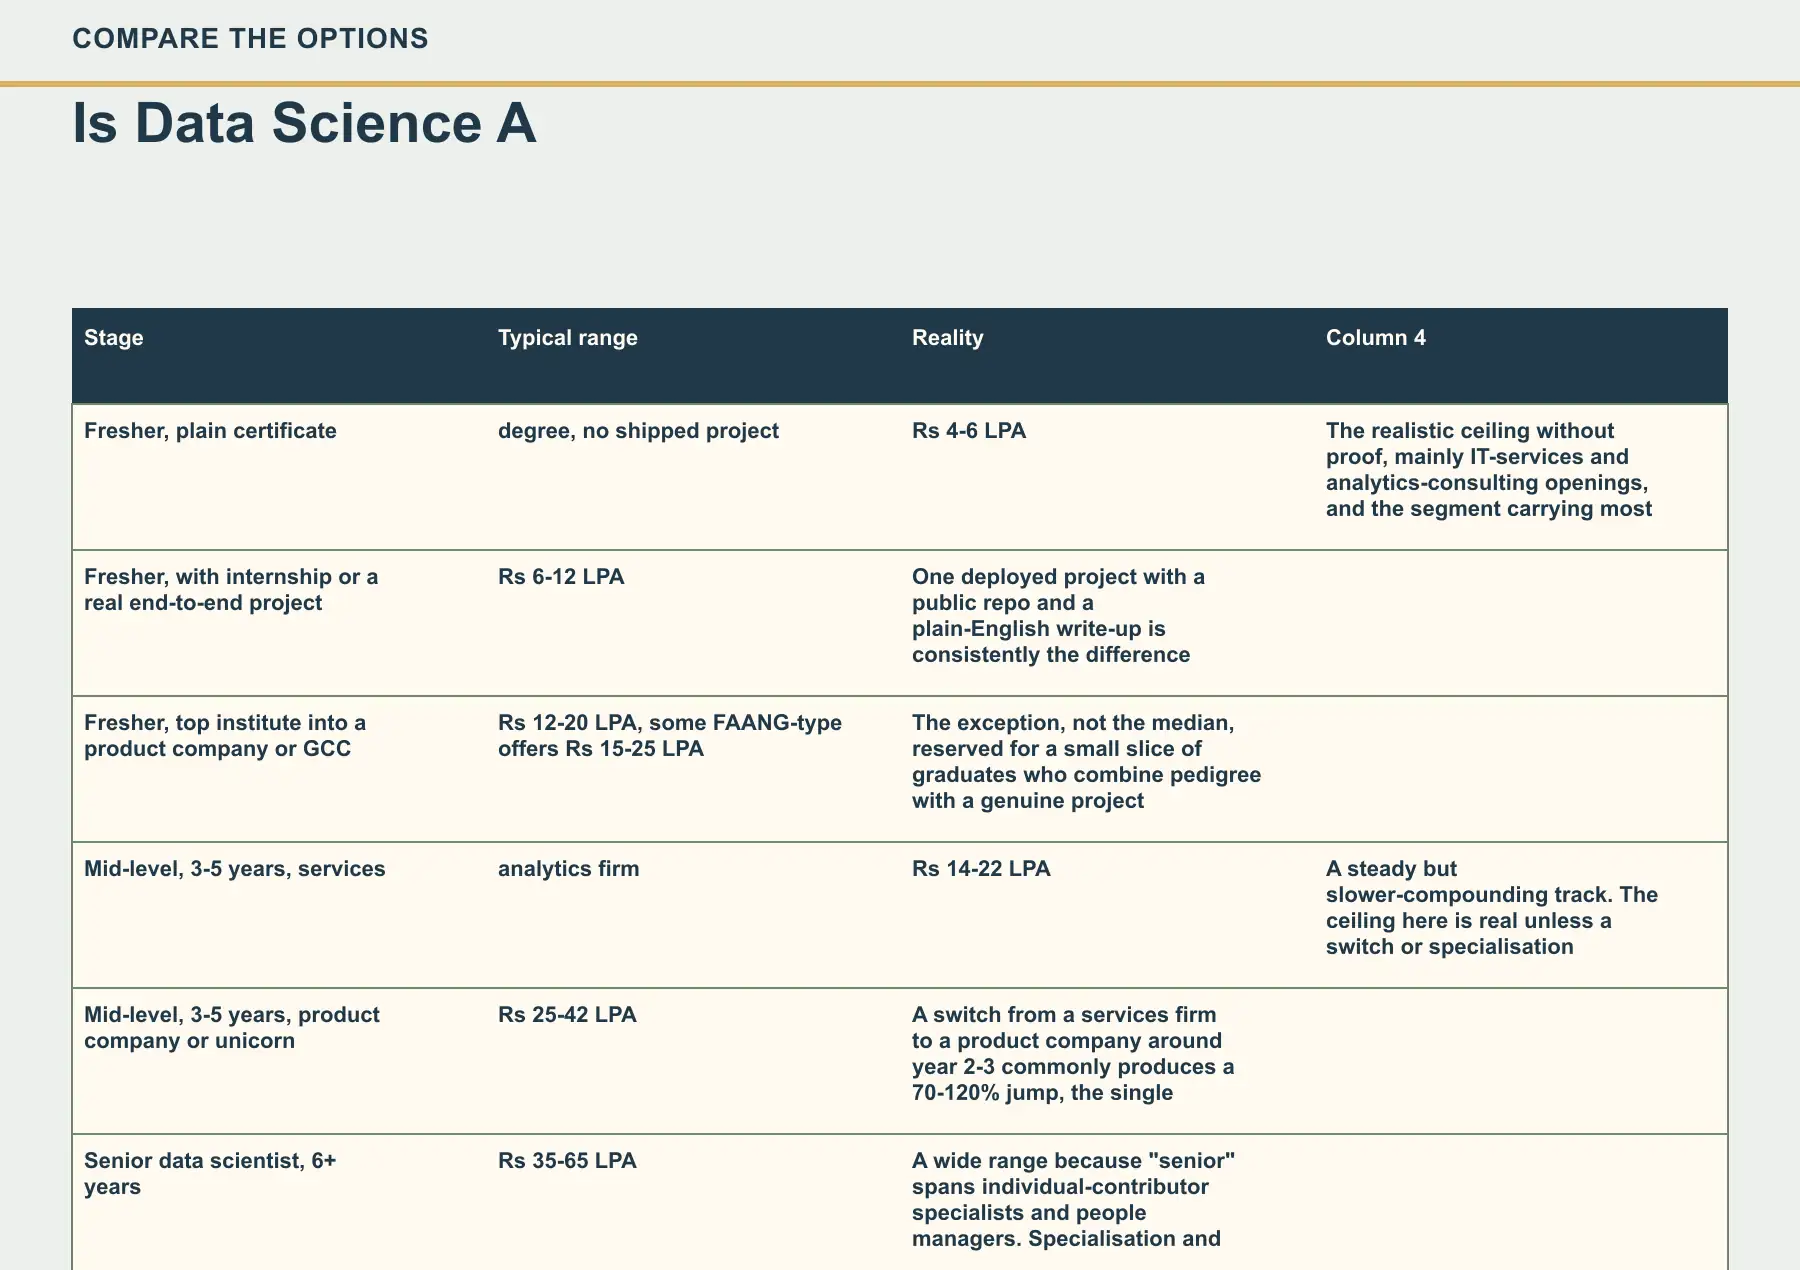 COMPARE THE OPTIONS
Is Data Science A
Stage
Typical range
Reality
Column 4
Fresher, plain certificate
degree, no shipped project
Rs 4-6 LPA
The realistic ceiling without
proof, mainly IT-services and
analytics-consulting openings,
and the segment carrying most
Fresher, with internship or a
real end-to-end project
Rs 6-12 LPA
One deployed project with a
public repo and a
plain-English write-up is
consistently the difference
Fresher, top institute into a
product company or GCC
Rs 12-20 LPA, some FAANG-type
offers Rs 15-25 LPA
The exception, not the median,
reserved for a small slice of
graduates who combine pedigree
with a genuine project
Mid-level, 3-5 years, services
analytics firm
Rs 14-22 LPA
A steady but
slower-compounding track. The
ceiling here is real unless a
switch or specialisation
Mid-level, 3-5 years, product
company or unicorn
Rs 25-42 LPA
A switch from a services firm
to a product company around
year 2-3 commonly produces a
70-120% jump, the single
Senior data scientist, 6+
years
Rs 35-65 LPA
A wide range because "senior"
spans individual-contributor
specialists and people
managers. Specialisation and